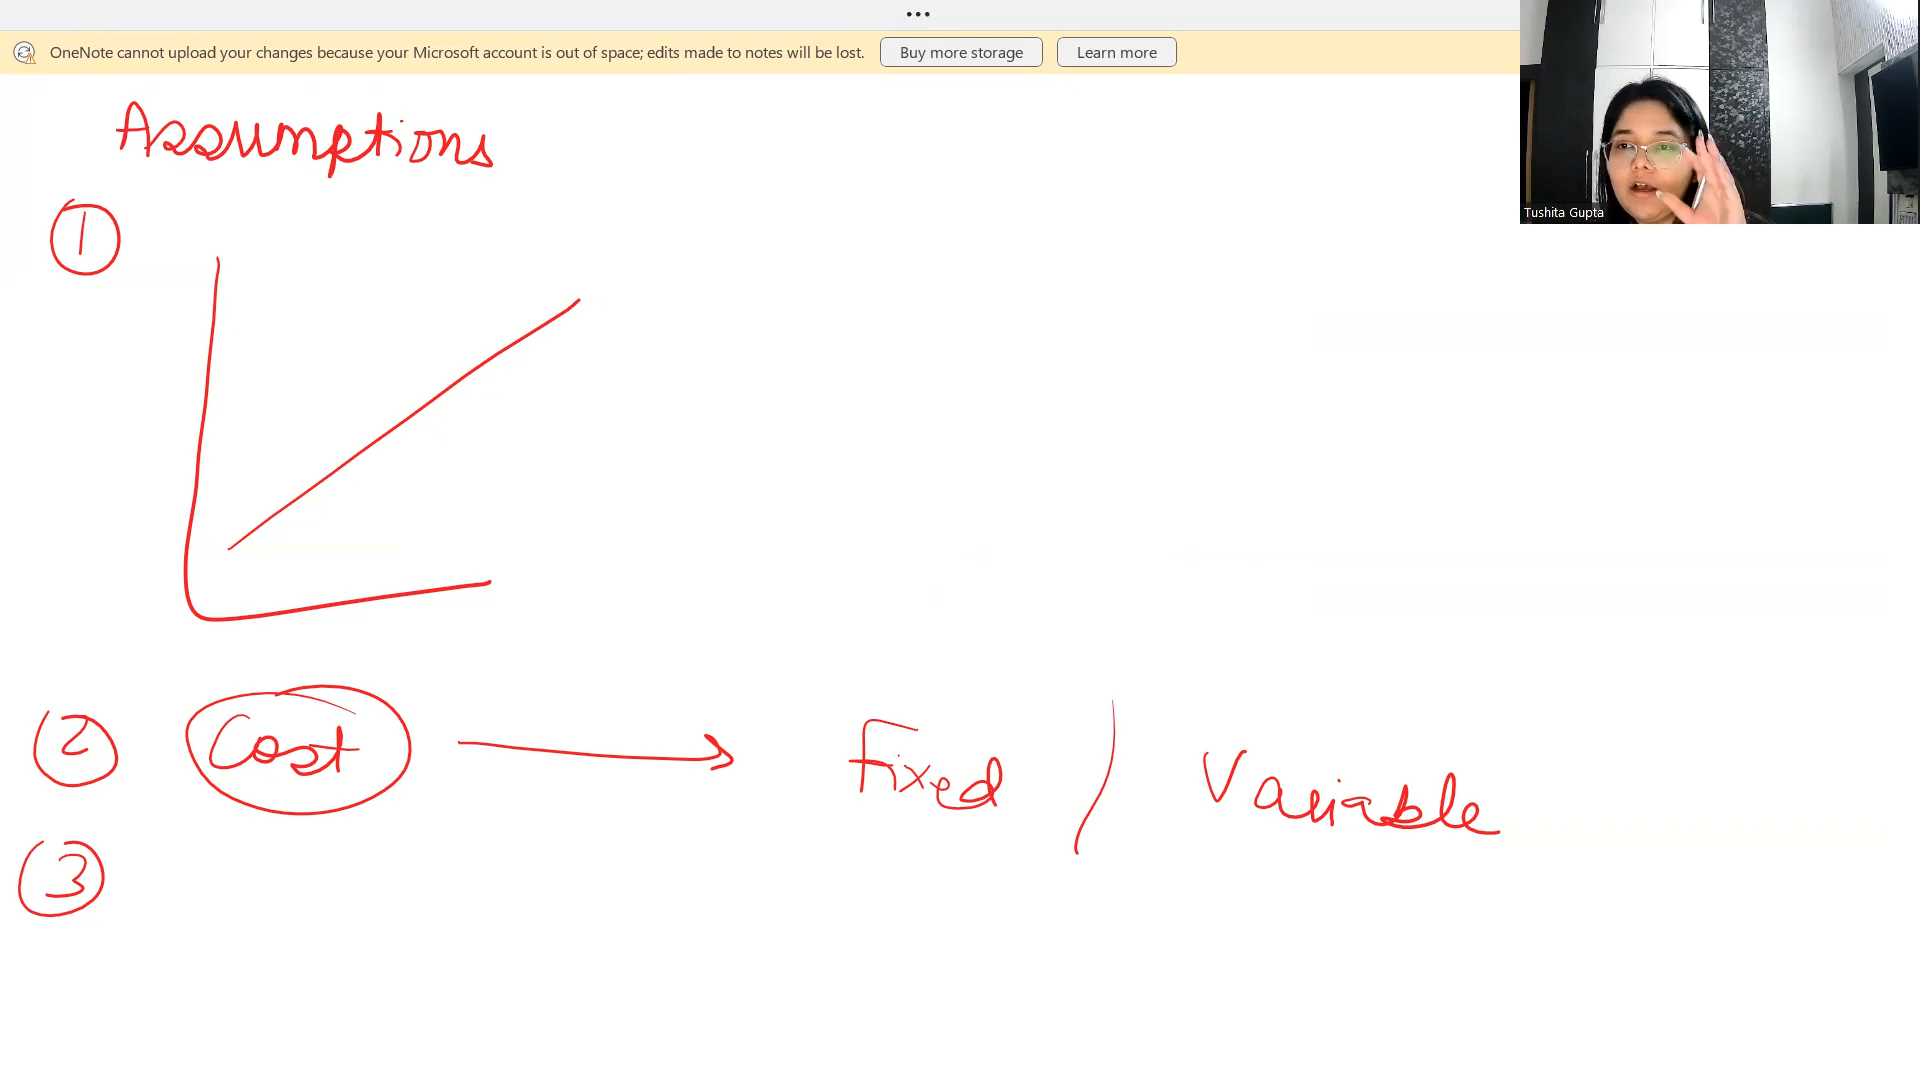 •••
OneNote cannot upload your changes because your Microsoft account is out of space; edits made to notes will be lost. Buy more storage Learn more
Tushita Gupta
Assumptions
1
2 Cost Fixed / Variable
3